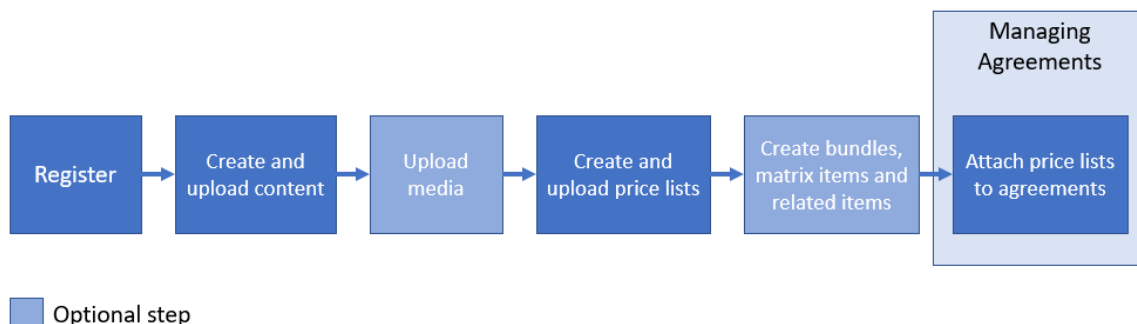 Managing
Agreements
Register
Create and
upload content
Upload
media
Create and
upload price lists
Create bundles,
matrix items and
related items
Attach price lists
to agreements
Optional step